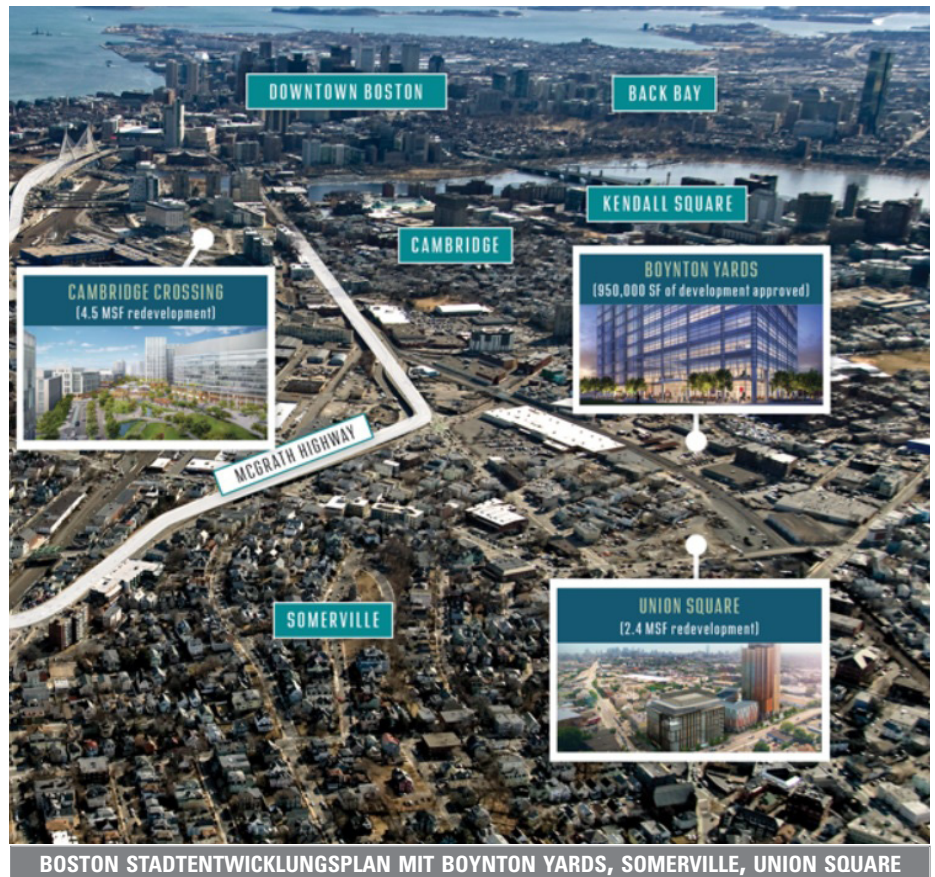 DOWNTOWN BOSTON
BACK BAY
KENDALL SQUARE
CAMBRIDGE
CAMBRIDGE CROSSING
(4.5 MSF redevelopment)
BOYNTON YARDS
(950,000 SF of development approved)
MCGRATH HIGHWAY
SOMERVILLE
UNION SQUARE
(2.4 MSF redevelopment)
BOSTON STADTENTWICKLUNGSPLAN MIT BOYNTON YARDS, SOMERVILLE, UNION SQUARE